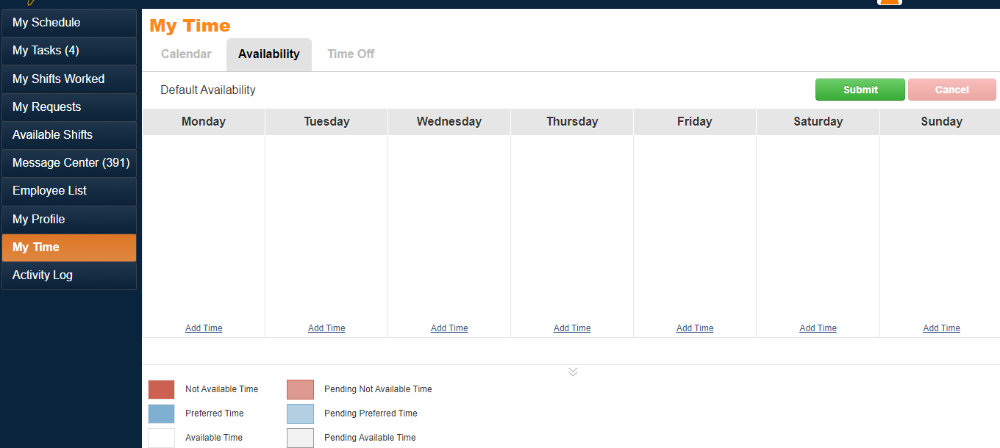 My Schedule
My Tasks (4)
My Shifts Worked
My Requests
Available Shifts
Message Center (391)
Employee List
My Profile
My Time
Activity Log
My Time
Calendar Availability Time Off
Default Availability Submit Cancel
Monday Tuesday Wednesday Thursday Friday Saturday Sunday
Add Time Add Time Add Time Add Time Add Time Add Time Add Time
Not Available Time Pending Not Available Time
Preferred Time Pending Preferred Time
Available Time Pending Available Time